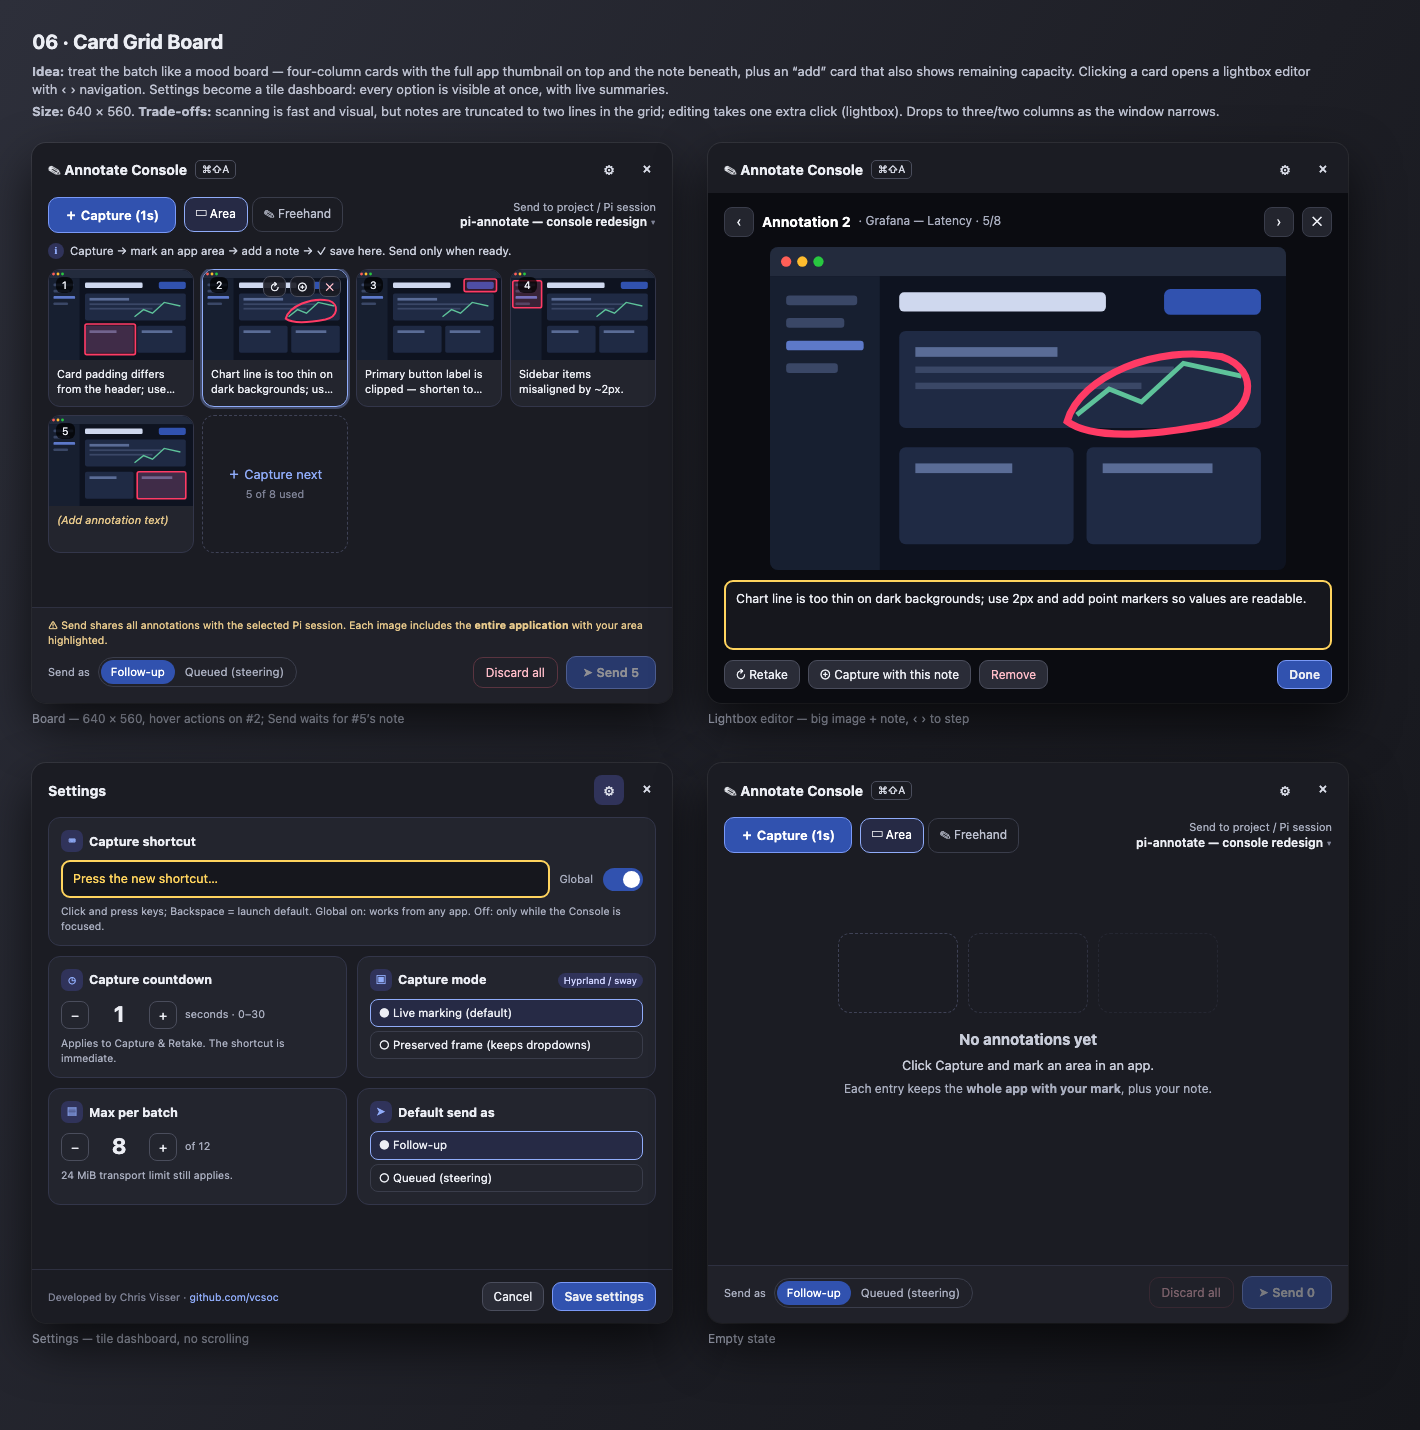 06 · Card Grid Board
Idea: treat the batch like a mood board — four-column cards with the full app thumbnail on top and the note beneath, plus an “add” card that also shows remaining capacity. Clicking a card opens a lightbox editor
with ‹ › navigation. Settings become a tile dashboard: every option is visible at once, with live summaries.
Size: 640 × 560. Trade-offs: scanning is fast and visual, but notes are truncated to two lines in the grid; editing takes one extra click (lightbox). Drops to three/two columns as the window narrows.
✎ Annotate Console ⌘⇧A ⚙ ×
+ Capture (1s) ▭ Area ✎ Freehand
Send to project / Pi session
pi-annotate — console redesign ▾
i Capture → mark an app area → add a note → ✓ save here. Send only when ready.
1
Card padding differs
from the header; use...
2 ↻ ⊕ ×
Chart line is too thin on
dark backgrounds; us...
3
Primary button label is
clipped — shorten to...
4
Sidebar items
misaligned by ~2px.
5
(Add annotation text)
+ Capture next
5 of 8 used
⚠ Send shares all annotations with the selected Pi session. Each image includes the entire application with your area
highlighted.
Send as Follow-up Queued (steering) Discard all ➤ Send 5
Board — 640 × 560, hover actions on #2; Send waits for #5's note
✎ Annotate Console ⌘⇧A ⚙ ×
‹ Annotation 2 · Grafana — Latency · 5/8 › ×
Chart line is too thin on dark backgrounds; use 2px and add point markers so values are readable.
↻ Retake ⊕ Capture with this note Remove Done
Lightbox editor — big image + note, ‹ › to step
Settings ⚙ ×
Capture shortcut
Press the new shortcut... Global
Click and press keys; Backspace = launch default. Global on: works from any app. Off: only while the Console is
focused.
Capture countdown
− 1 + seconds · 0–30
Applies to Capture & Retake. The shortcut is
immediate.
Capture mode Hyprland / sway
Live marking (default)
Preserved frame (keeps dropdowns)
Max per batch
− 8 + of 12
24 MiB transport limit still applies.
➤ Default send as
Follow-up
Queued (steering)
Developed by Chris Visser · github.com/vcsoc Cancel Save settings
Settings — tile dashboard, no scrolling
✎ Annotate Console ⌘⇧A ⚙ ×
+ Capture (1s) ▭ Area ✎ Freehand
Send to project / Pi session
pi-annotate — console redesign ▾
No annotations yet
Click Capture and mark an area in an app.
Each entry keeps the whole app with your mark, plus your note.
Send as Follow-up Queued (steering) Discard all ➤ Send 0
Empty state